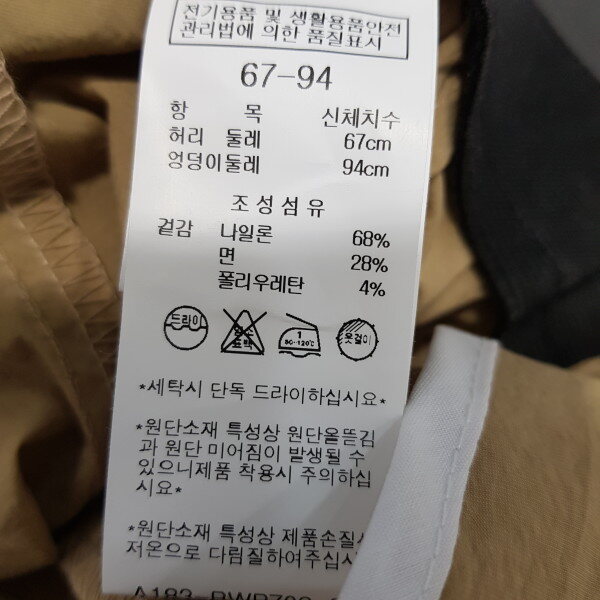 전기용품 및 생활용품안전
관리법에 의한 품질표시
67-94
항 목 신체치수
허리 둘레 67cm
엉덩이둘레 94cm
조성섬유
겉감 나일론 68%
면 28%
폴리우레탄 4%
드라이 염소 표백 1 80-120℃ 옷걸이
*세탁시 단독 드라이하십시요*
*원단소재 특성상 원단올뜯김
과 원단 미어짐이 발생될 수
있으니제품 착용시 주의하십
시요*
*원단소재 특성상 제품손질시
저온으로 다림질하여주십시